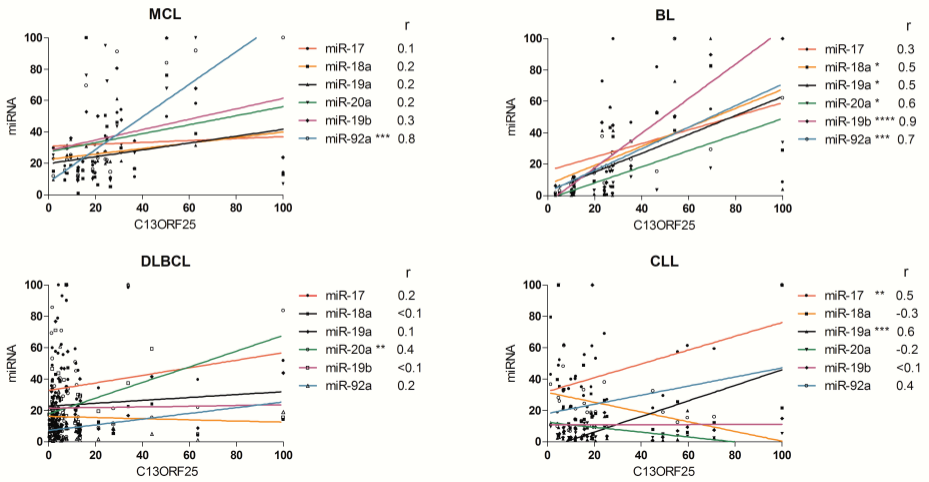 MCL
r
miR-17 0.1
miR-18a 0.2
miR-19a 0.2
miR-20a 0.2
miR-19b 0.3
miR-92a *** 0.8
miRNA
100
80
60
40
20
0
0 20 40 60 80 100
C13ORF25
BL
r
miR-17 0.3
miR-18a * 0.5
miR-19a * 0.5
miR-20a * 0.6
miR-19b **** 0.9
miR-92a *** 0.7
miRNA
100
80
60
40
20
0
0 20 40 60 80 100
C13ORF25
DLBCL
r
miR-17 0.2
miR-18a <0.1
miR-19a 0.1
miR-20a ** 0.4
miR-19b <0.1
miR-92a 0.2
miRNA
100
80
60
40
20
0
0 20 40 60 80 100
C13ORF25
CLL
r
miR-17 ** 0.5
miR-18a -0.3
miR-19a *** 0.6
miR-20a -0.2
miR-19b <0.1
miR-92a 0.4
miRNA
100
80
60
40
20
0
0 20 40 60 80 100
C13ORF25